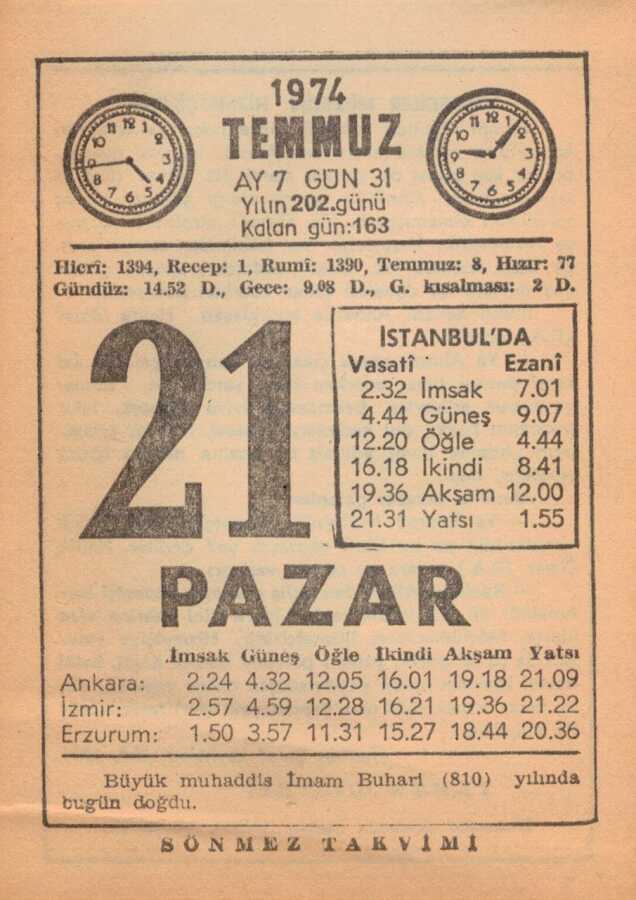 1974
TEMMUZ
AY 7 GÜN 31
Yılın 202.günü
Kalan gün:163
Hicrî: 1394, Recep: 1, Rumî: 1390, Temmuz: 8, Hızır: 77
Gündüz: 14.52 D., Gece: 9.08 D., G. kısalması: 2 D.
21
İSTANBUL'DA
Vasatî Ezanî
2.32 İmsak 7.01
4.44 Güneş 9.07
12.20 Öğle 4.44
16.18 İkindi 8.41
19.36 Akşam 12.00
21.31 Yatsı 1.55
PAZAR
İmsak Güneş Öğle İkindi Akşam Yatsı
Ankara: 2.24 4.32 12.05 16.01 19.18 21.09
İzmir: 2.57 4.59 12.28 16.21 19.36 21.22
Erzurum: 1.50 3.57 11.31 15.27 18.44 20.36
Büyük muhaddis İmam Buhari (810) yılında
bugün doğdu.
SÖNMEZ TAKVİMİ